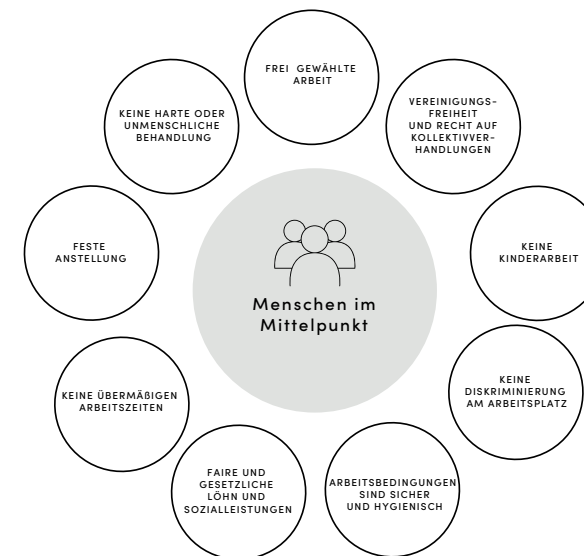 FREI GEWÄHLTE
ARBEIT
VEREINIGUNGS-
FREIHEIT
UND RECHT AUF
KOLLEKTIVVER-
HANDLUNGEN
KEINE
KINDERARBEIT
KEINE
DISKRIMINIERUNG
AM ARBEITSPLATZ
ARBEITSBEDINGUNGEN
SIND SICHER
UND HYGIENISCH
FAIRE UND
GESETZLICHE
LÖHN UND
SOZIALLEISTUNGEN
KEINE ÜBERMÄßIGEN
ARBEITSZEITEN
FESTE
ANSTELLUNG
KEINE HARTE ODER
UNMENSCHLICHE
BEHANDLUNG
Menschen im
Mittelpunkt